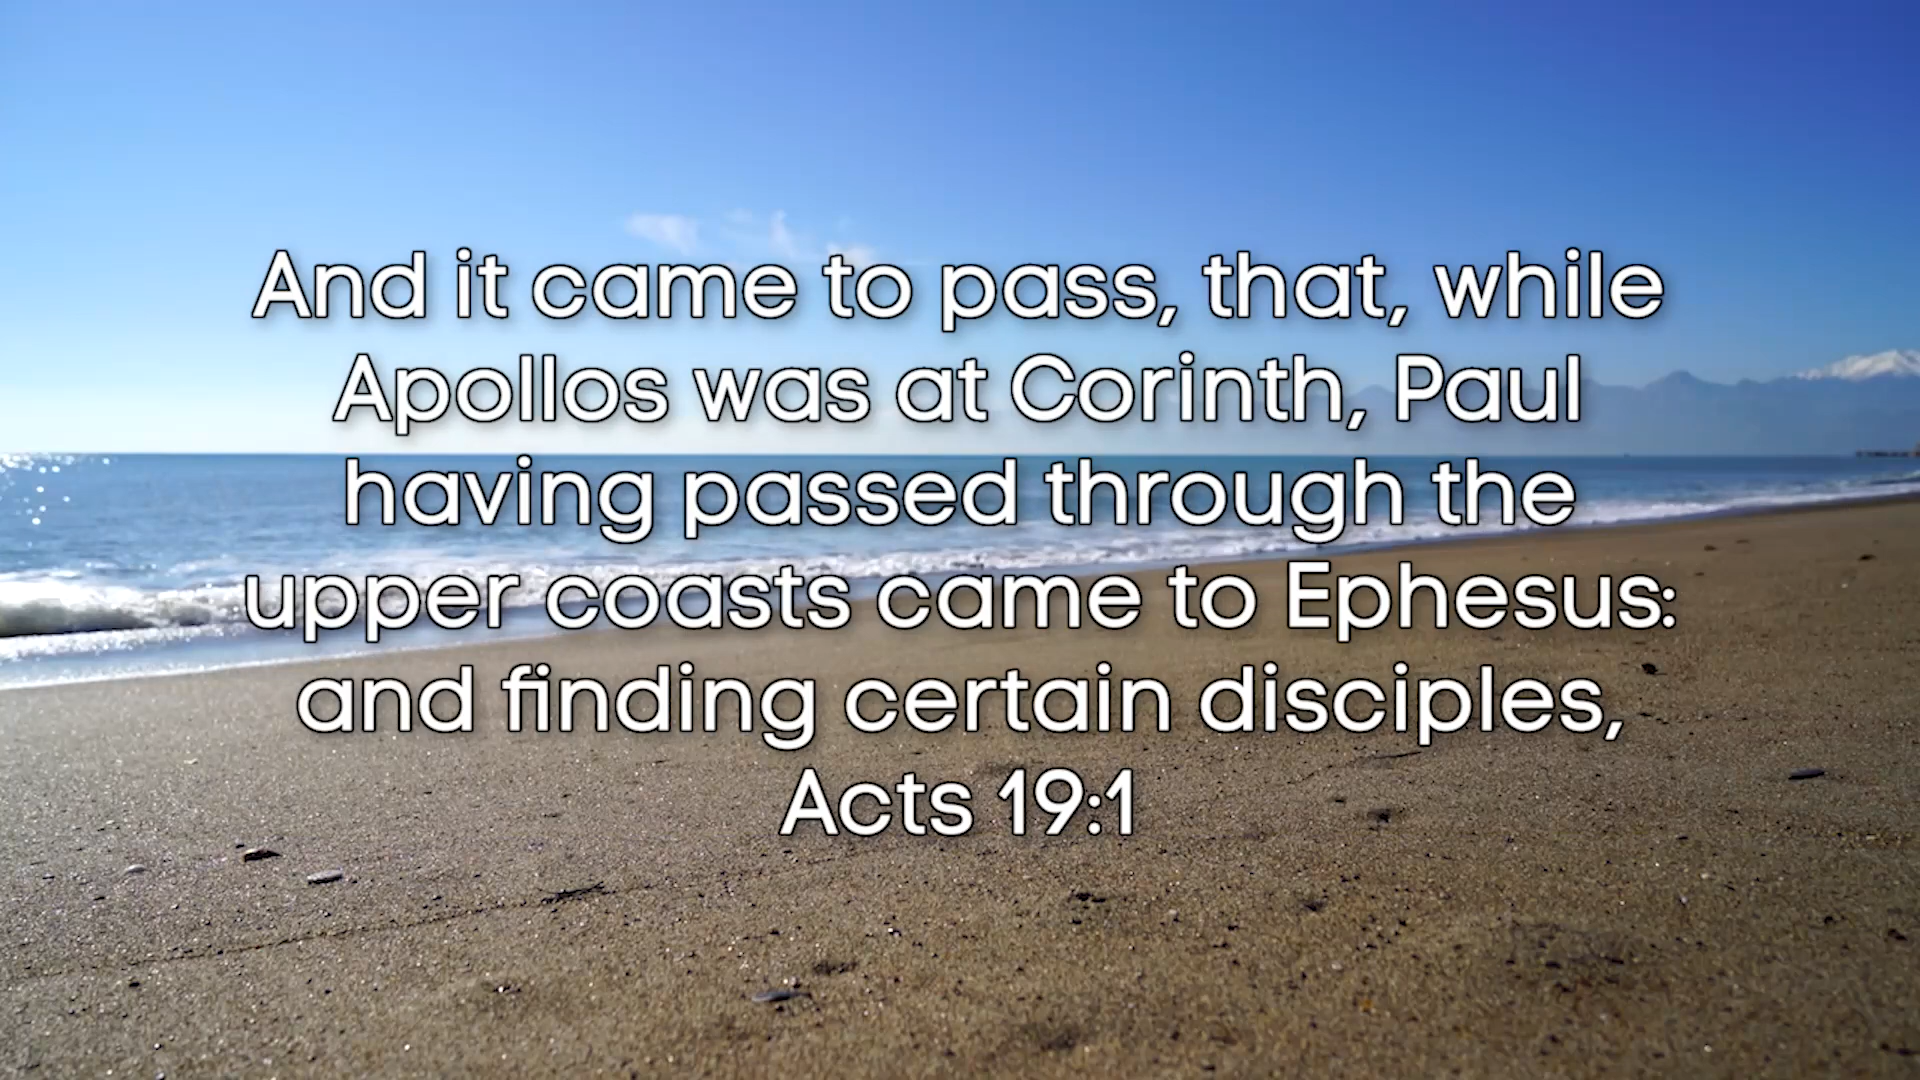 And it came to pass, that, while
Apollos was at Corinth, Paul
having passed through the
upper coasts came to Ephesus:
and finding certain disciples,
Acts 19:1